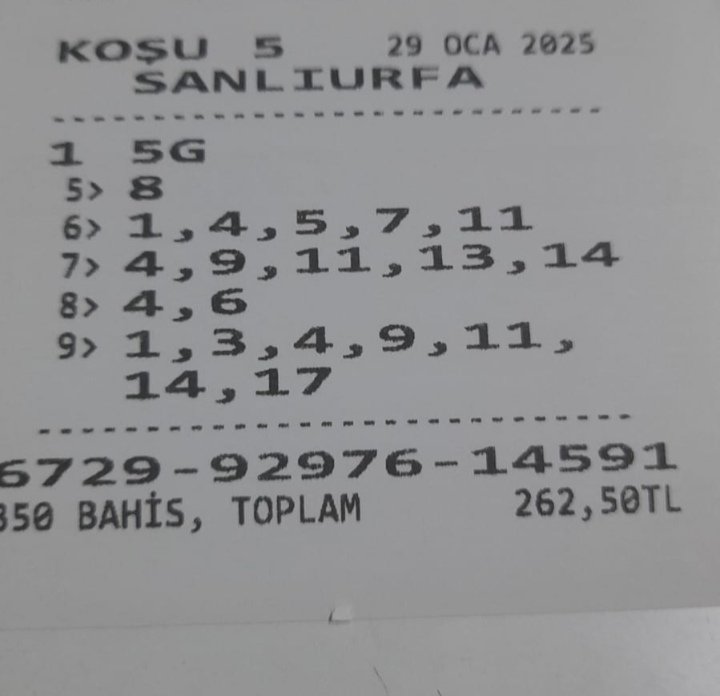 KOŞU 5 29 OCA 2025
SANLIURFA
1 5G
5> 8
6> 1,4,5,7,11
7> 4,9,11,13,14
8> 4,6
9> 1,3,4,9,11,
14,17
6729-92976-14591
350 BAHİS, TOPLAM 262,50TL